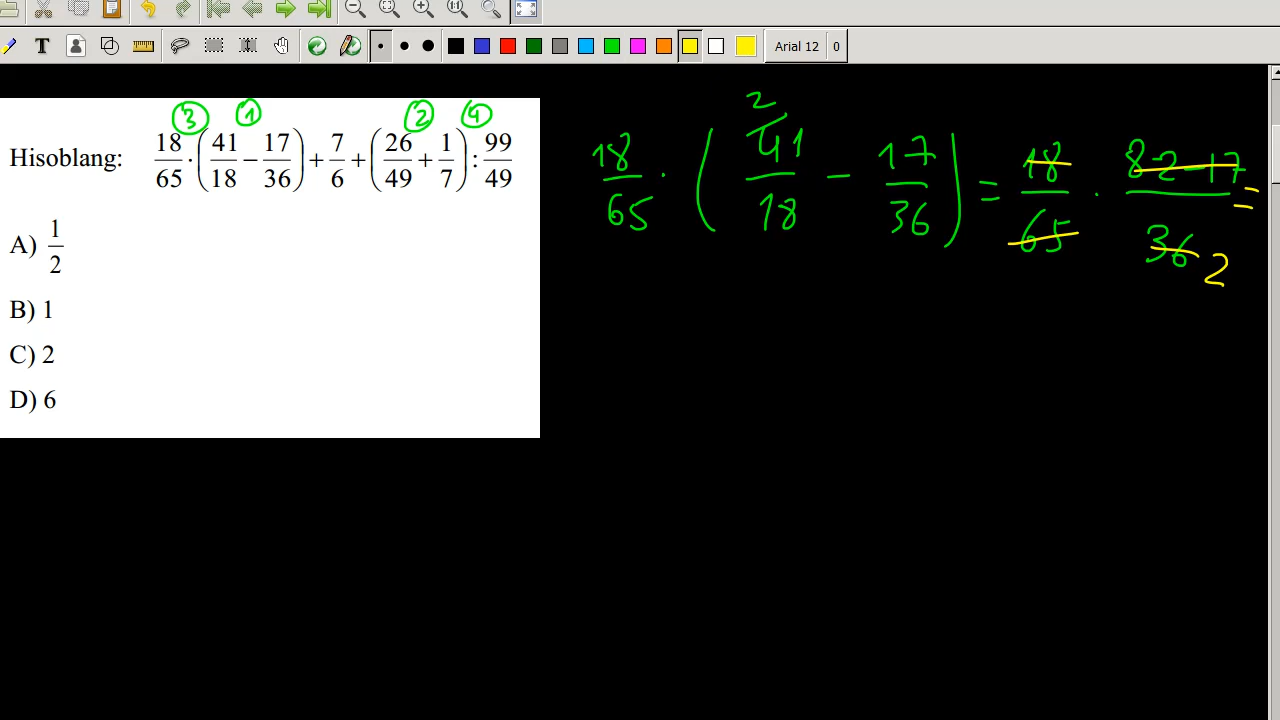 Arial 12 0
③ ① ② ④
Hisoblang: 18/65 · (41/18 − 17/36) + 7/6 + (26/49 + 1/7) : 99/49
A) 1/2
B) 1
C) 2
D) 6
2
18/65 · (41/18 − 17/36) = 18/65 · 82-17/36 =
2